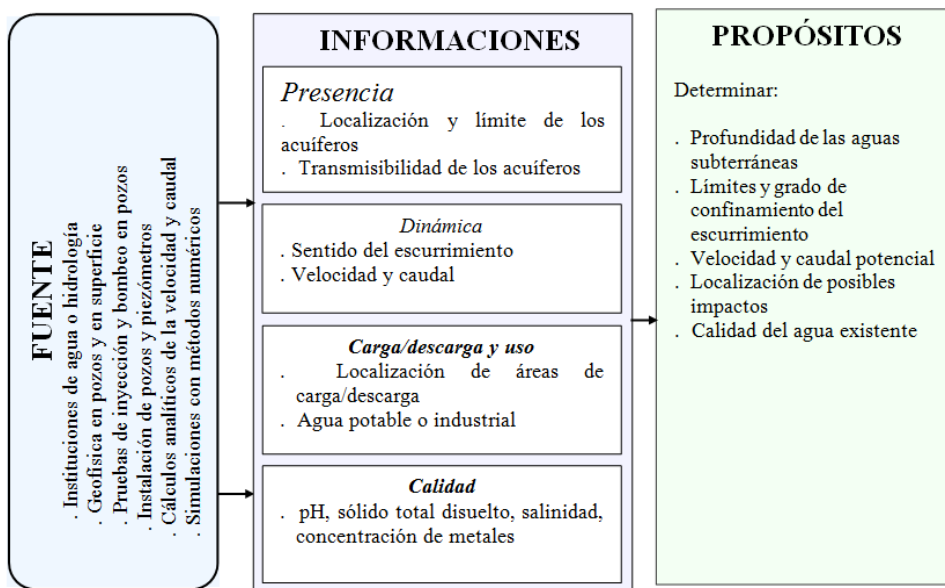 FUENTE
. Instituciones de agua o hidrología
. Geofísica en pozos y en superficie
. Pruebas de inyección y bombeo en pozos
. Instalación de pozos y piezómetros
. Cálculos analíticos de la velocidad y caudal
. Simulaciones con métodos numéricos
INFORMACIONES
Presencia
. Localización y límite de los
acuíferos
. Transmisibilidad de los acuíferos
Dinámica
. Sentido del escurrimiento
. Velocidad y caudal
Carga/descarga y uso
. Localización de áreas de
carga/descarga
. Agua potable o industrial
Calidad
. pH, sólido total disuelto, salinidad,
concentración de metales
PROPÓSITOS
Determinar:
. Profundidad de las aguas
subterráneas
. Límites y grado de
confinamiento del
escurrimiento
. Velocidad y caudal potencial
. Localización de posibles
impactos
. Calidad del agua existente